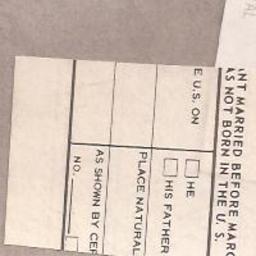 NT MARRIED BEFORE MARC
AS NOT BORN IN THE U. S.
E U.S. ON
☐ HE
☐ HIS FATHER
PLACE NATURAL
AS SHOWN BY CER
NO.